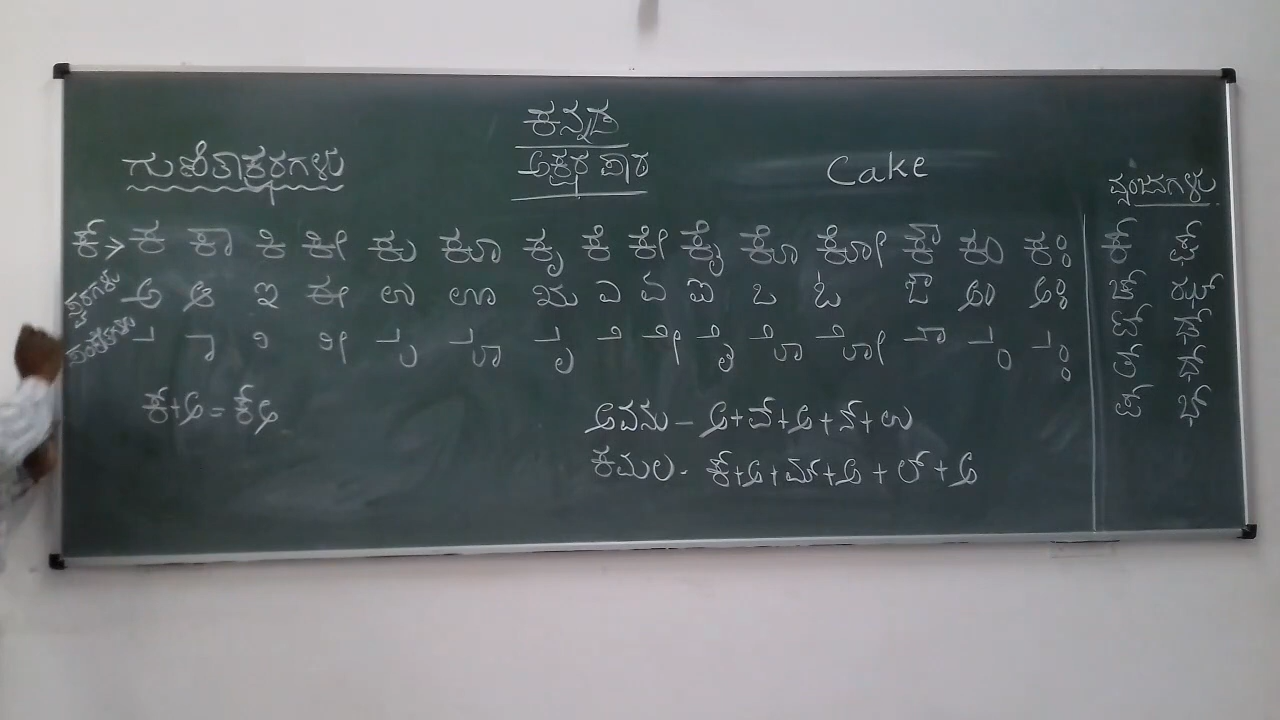 ಕನ್ನಡ
ಗುಣಿತಾಕ್ಷರಗಳು ಅಕ್ಷರ ಪಾಠ Cake ವ್ಯಂಜನಗಳು
ಕ್ > ಕ ಕಾ ಕಿ ಕೀ ಕು ಕೂ ಕೃ ಕೆ ಕೇ ಕೈ ಕೊ ಕೋ ಕೌ ಕಂ ಕಃ ಕ್
ಸ್ವರಗಳು ಅ ಆ ಇ ಈ ಉ ಊ ಋ ಎ ಏ ಐ ಒ ಓ ಔ ಅಂ ಅಃ
ಕ್+ಅ = ಕ್ಅ
ಅವನು - ಅ+ವ್+ಅ+ನ್+ಉ
ಕಮಲ - ಕ್+ಅ+ಮ್+ಅ+ಲ್+ಅ